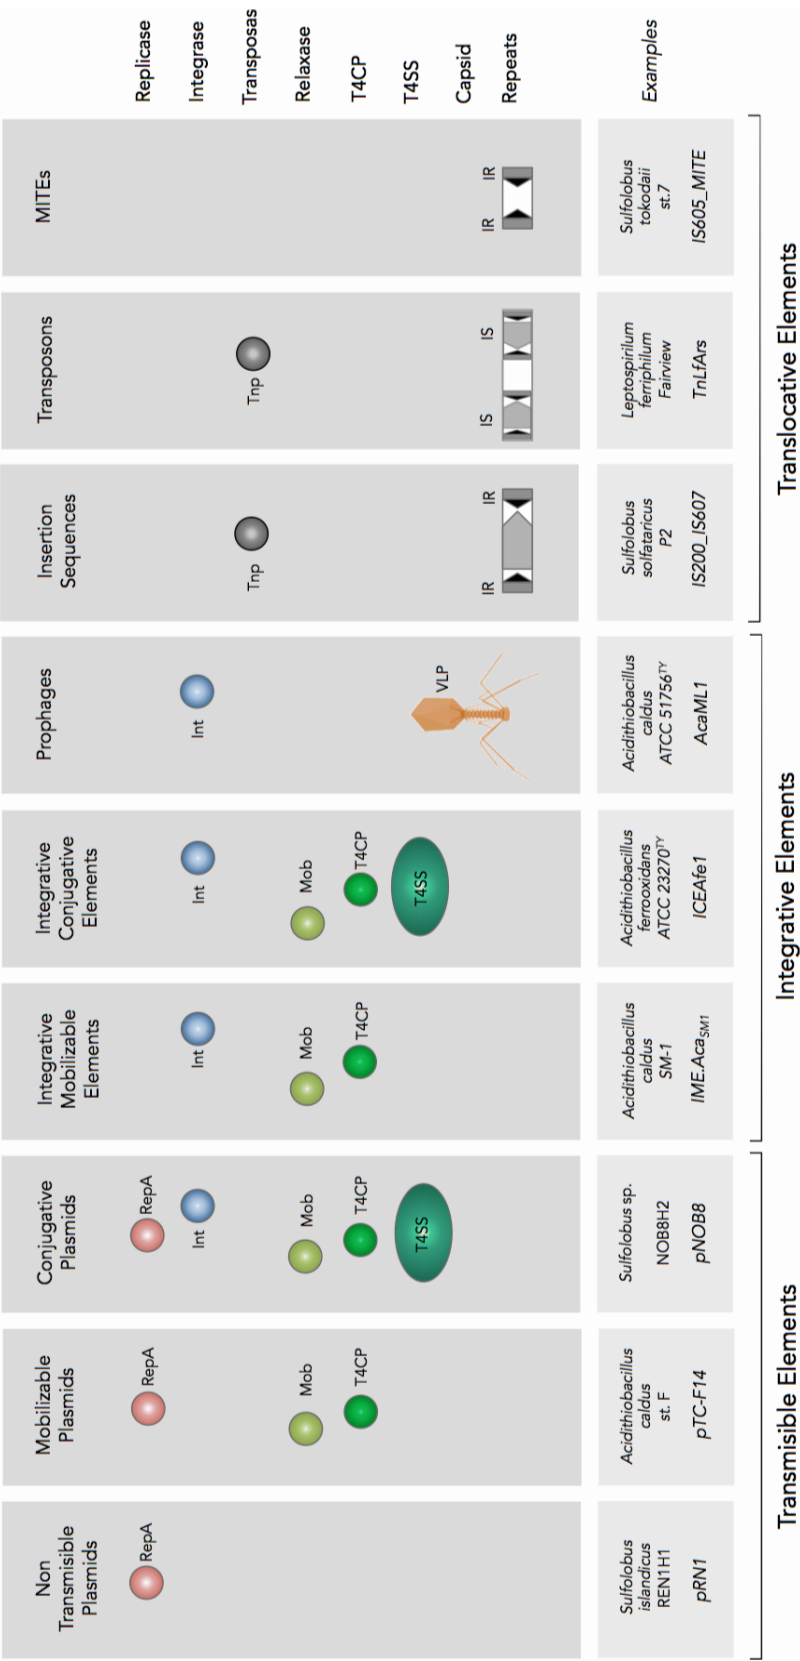 Non
Transmisible
Plasmids
Mobilizable
Plasmids
Conjugative
Plasmids
Integrative
Mobilizable
Elements
Integrative
Conjugative
Elements
Prophages
Insertion
Sequences
Transposons
MITEs
RepA
RepA
RepA
Replicase
Int
Int
Int
Int
Integrase
Tnp
Tnp
Transposas
Mob
Mob
Mob
Mob
Relaxase
T4CP
T4CP
T4CP
T4CP
T4CP
T4SS
T4SS
T4SS
VLP
Capsid
IR
IR
IS
IS
IR
IR
Repeats
Sulfolobus
islandicus
REN1H1
pRN1
Acidithiobacillus
caldus
st. F
pTC-F14
Sulfolobus sp.
NOB8H2
pNOB8
Acidithiobacillus
caldus
SM-1
IME.AcaSM1
Acidithiobacillus
ferrooxidans
ATCC 23270TY
ICEAfe1
Acidithiobacillus
caldus
ATCC 51756TY
AcaML1
Sulfolobus
solfataricus
P2
IS200_IS607
Leptospirilum
ferriphilum
Fairview
TnLfArs
Sulfolobus
tokodaii
st.7
IS605_MITE
Examples
Transmisible Elements
Integrative Elements
Translocative Elements